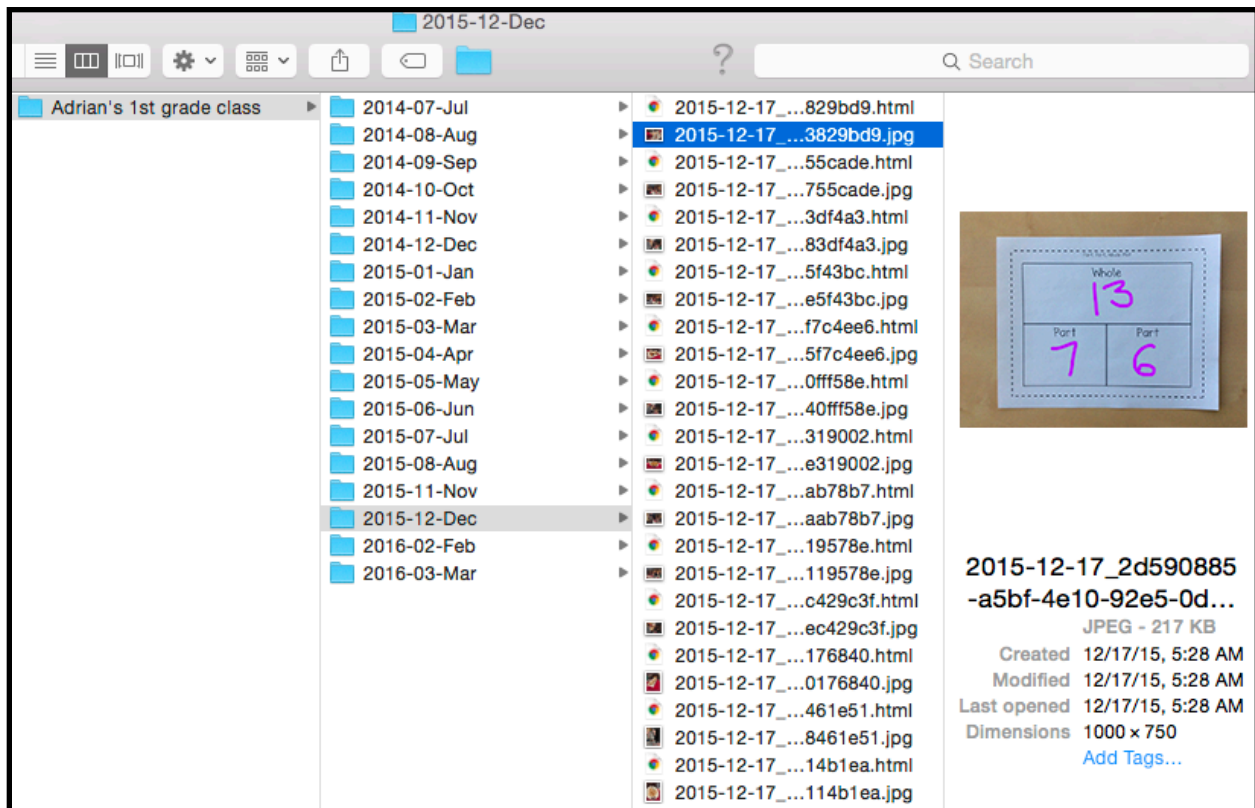 2015-12-Dec
Search
Adrian's 1st grade class
2014-07-Jul
2014-08-Aug
2014-09-Sep
2014-10-Oct
2014-11-Nov
2014-12-Dec
2015-01-Jan
2015-02-Feb
2015-03-Mar
2015-04-Apr
2015-05-May
2015-06-Jun
2015-07-Jul
2015-08-Aug
2015-11-Nov
2015-12-Dec
2016-02-Feb
2016-03-Mar
2015-12-17_...829bd9.html
2015-12-17_...3829bd9.jpg
2015-12-17_...55cade.html
2015-12-17_...755cade.jpg
2015-12-17_...3df4a3.html
2015-12-17_...83df4a3.jpg
2015-12-17_...5f43bc.html
2015-12-17_...e5f43bc.jpg
2015-12-17_...f7c4ee6.html
2015-12-17_...5f7c4ee6.jpg
2015-12-17_...0fff58e.html
2015-12-17_...40fff58e.jpg
2015-12-17_...319002.html
2015-12-17_...e319002.jpg
2015-12-17_...ab78b7.html
2015-12-17_...aab78b7.jpg
2015-12-17_...19578e.html
2015-12-17_...119578e.jpg
2015-12-17_...c429c3f.html
2015-12-17_...ec429c3f.jpg
2015-12-17_...176840.html
2015-12-17_...0176840.jpg
2015-12-17_...461e51.html
2015-12-17_...8461e51.jpg
2015-12-17_...14b1ea.html
2015-12-17_...114b1ea.jpg
Whole
13
Part Part
7 6
2015-12-17_2d590885
-a5bf-4e10-92e5-0d...
JPEG - 217 KB
Created 12/17/15, 5:28 AM
Modified 12/17/15, 5:28 AM
Last opened 12/17/15, 5:28 AM
Dimensions 1000 × 750
Add Tags...